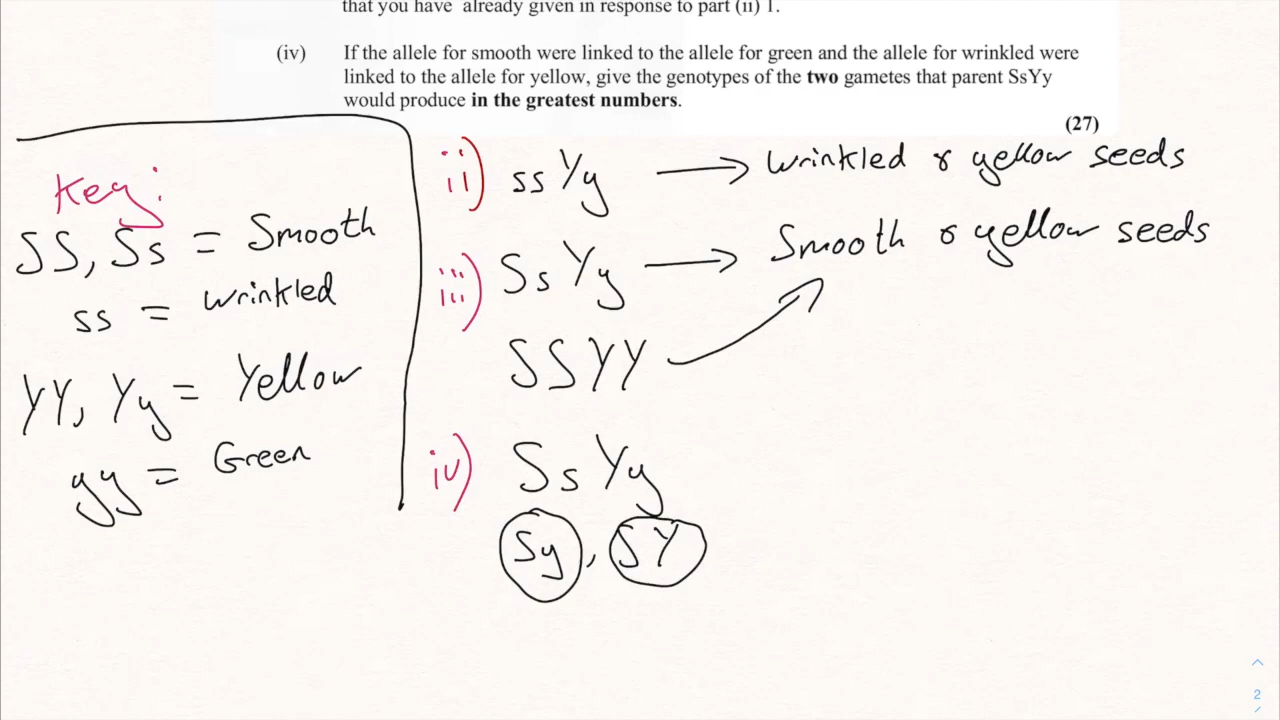 that you have already given in response to part (ii) 1.
(iv) If the allele for smooth were linked to the allele for green and the allele for wrinkled were
linked to the allele for yellow, give the genotypes of the two gametes that parent SsYy
would produce in the greatest numbers.
(27)
Key:
SS, Ss = Smooth
ss = wrinkled
YY, Yy = Yellow
yy = Green
ii) ssYy → wrinkled & yellow seeds
iii) SsYy → Smooth & yellow seeds
SSYY
iv) SsYy
Sy, SY
2